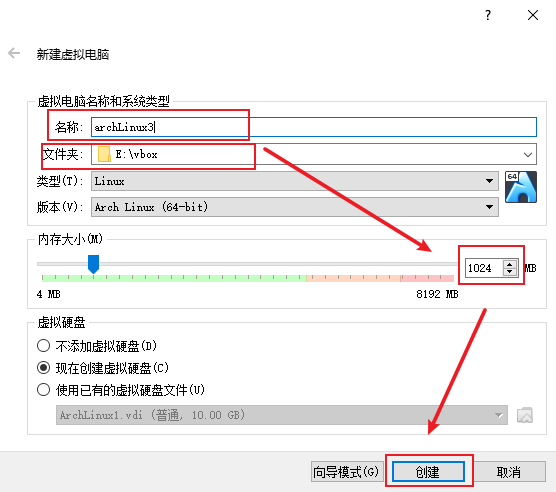 ?
新建虚拟电脑
虚拟电脑名称和系统类型
名称: archLinux3
文件夹: E:\vbox
类型(T): Linux
64
版本(V): Arch Linux (64-bit)
内存大小(M)
1024 MB
4 MB 8192 MB
虚拟硬盘
不添加虚拟硬盘(D)
现在创建虚拟硬盘(C)
使用已有的虚拟硬盘文件(U)
ArchLinux1.vdi (普通, 10.00 GB)
向导模式(G) 创建 取消